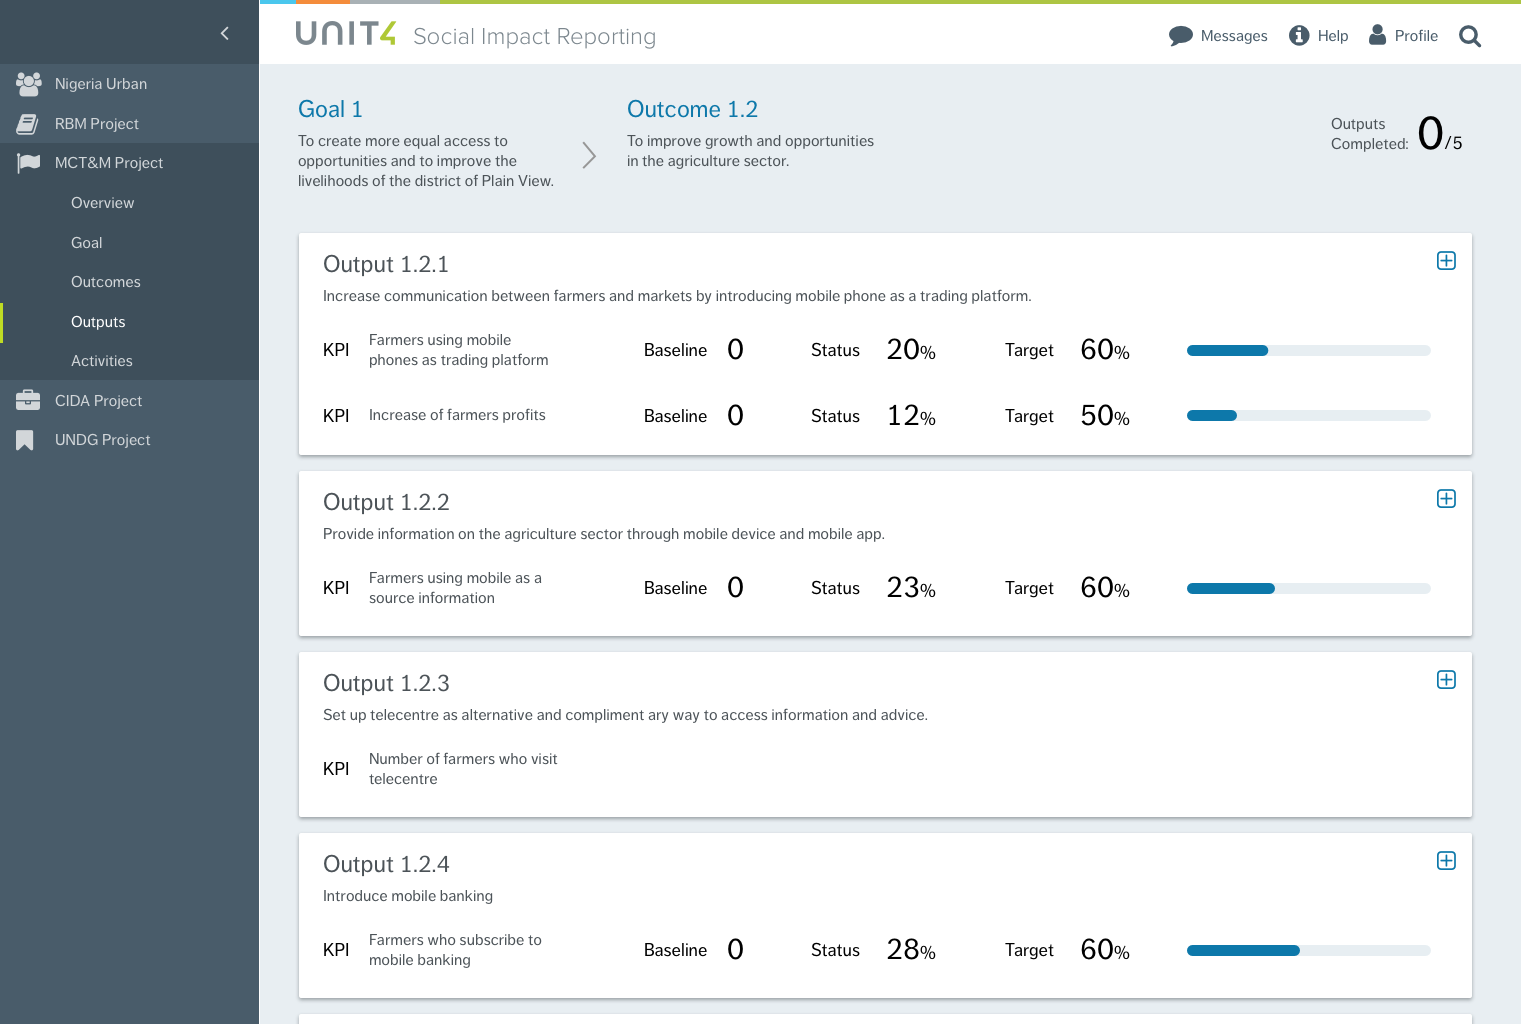 UNIT4 Social Impact Reporting
Messages
Help
Profile
Nigeria Urban
RBM Project
MCT&M Project
Overview
Goal
Outcomes
Outputs
Activities
CIDA Project
UNDG Project
Goal 1
To create more equal access to
opportunities and to improve the
livelihoods of the district of Plain View.
Outcome 1.2
To improve growth and opportunities
in the agriculture sector.
Outputs
Completed: 0/5
Output 1.2.1
Increase communication between farmers and markets by introducing mobile phone as a trading platform.
KPI Farmers using mobile
phones as trading platform
Baseline 0 Status 20% Target 60%
KPI Increase of farmers profits Baseline 0 Status 12% Target 50%
Output 1.2.2
Provide information on the agriculture sector through mobile device and mobile app.
KPI Farmers using mobile as a
source information
Baseline 0 Status 23% Target 60%
Output 1.2.3
Set up telecentre as alternative and compliment ary way to access information and advice.
KPI Number of farmers who visit
telecentre
Output 1.2.4
Introduce mobile banking
KPI Farmers who subscribe to
mobile banking
Baseline 0 Status 28% Target 60%